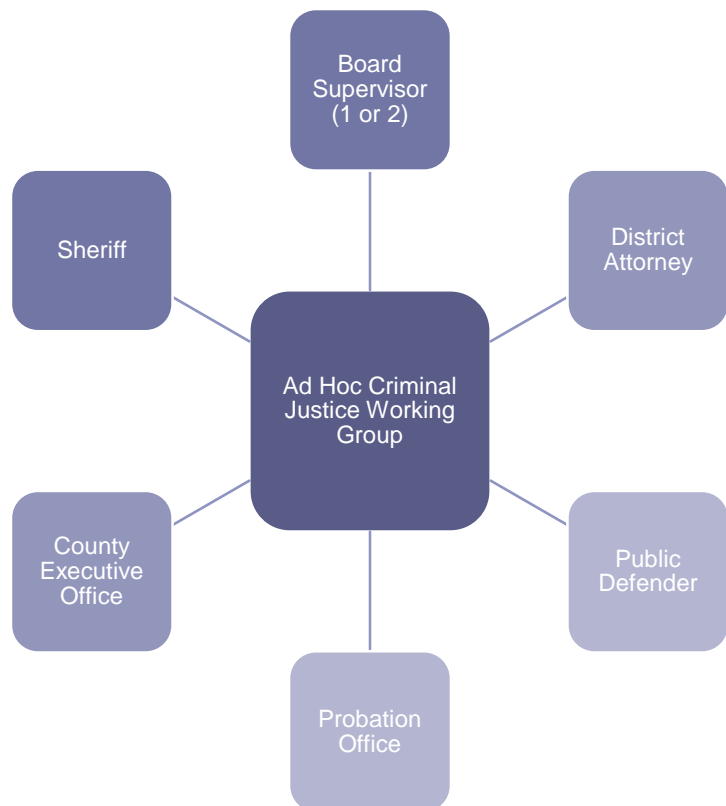 Board
Supervisor
(1 or 2)
Sheriff
District
Attorney
Ad Hoc Criminal
Justice Working
Group
County
Executive
Office
Public
Defender
Probation
Office